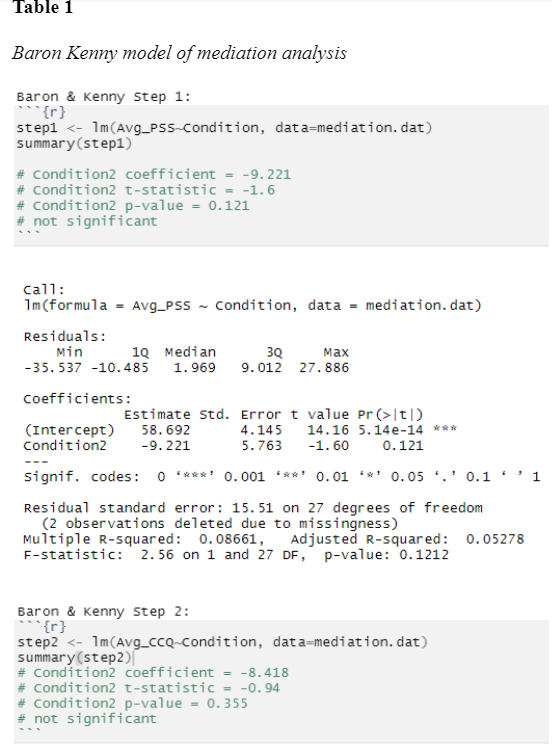 Table 1
Baron Kenny model of mediation analysis
Baron & Kenny Step 1:
```{r}
step1 <- lm(Avg_PSS~Condition, data=mediation.dat)
summary(step1)
# Condition2 coefficient = -9.221
# Condition2 t-statistic = -1.6
# Condition2 p-value = 0.121
# not significant
```
Call:
lm(formula = Avg_PSS ~ Condition, data = mediation.dat)
Residuals:
    Min      1Q  Median      3Q     Max
-35.537 -10.485   1.969   9.012  27.886
Coefficients:
            Estimate Std. Error t value Pr(>|t|)
(Intercept)   58.692      4.145   14.16 5.14e-14 ***
Condition2    -9.221      5.763   -1.60    0.121
---
Signif. codes:  0 ‘***’ 0.001 ‘**’ 0.01 ‘*’ 0.05 ‘.’ 0.1 ‘ ’ 1
Residual standard error: 15.51 on 27 degrees of freedom
  (2 observations deleted due to missingness)
Multiple R-squared:  0.08661,   Adjusted R-squared:  0.05278
F-statistic:  2.56 on 1 and 27 DF,  p-value: 0.1212
Baron & Kenny Step 2:
```{r}
step2 <- lm(Avg_CCQ~Condition, data=mediation.dat)
summary(step2)
# Condition2 coefficient = -8.418
# Condition2 t-statistic = -0.94
# Condition2 p-value = 0.355
# not significant
```